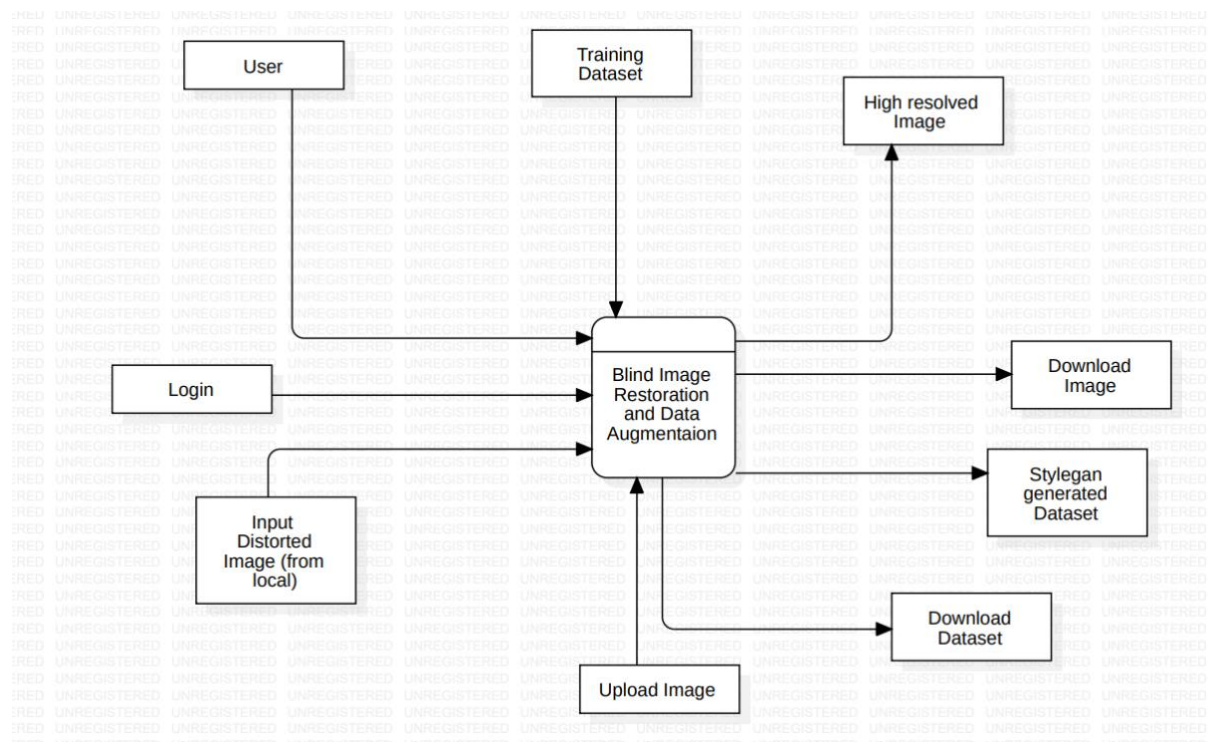 User
Training
Dataset
High resolved
Image
Blind Image
Restoration
and Data
Augmentaion
Login
Download
Image
Stylegan
generated
Dataset
Input
Distorted
Image (from
local)
Download
Dataset
Upload Image
UNREGISTERED